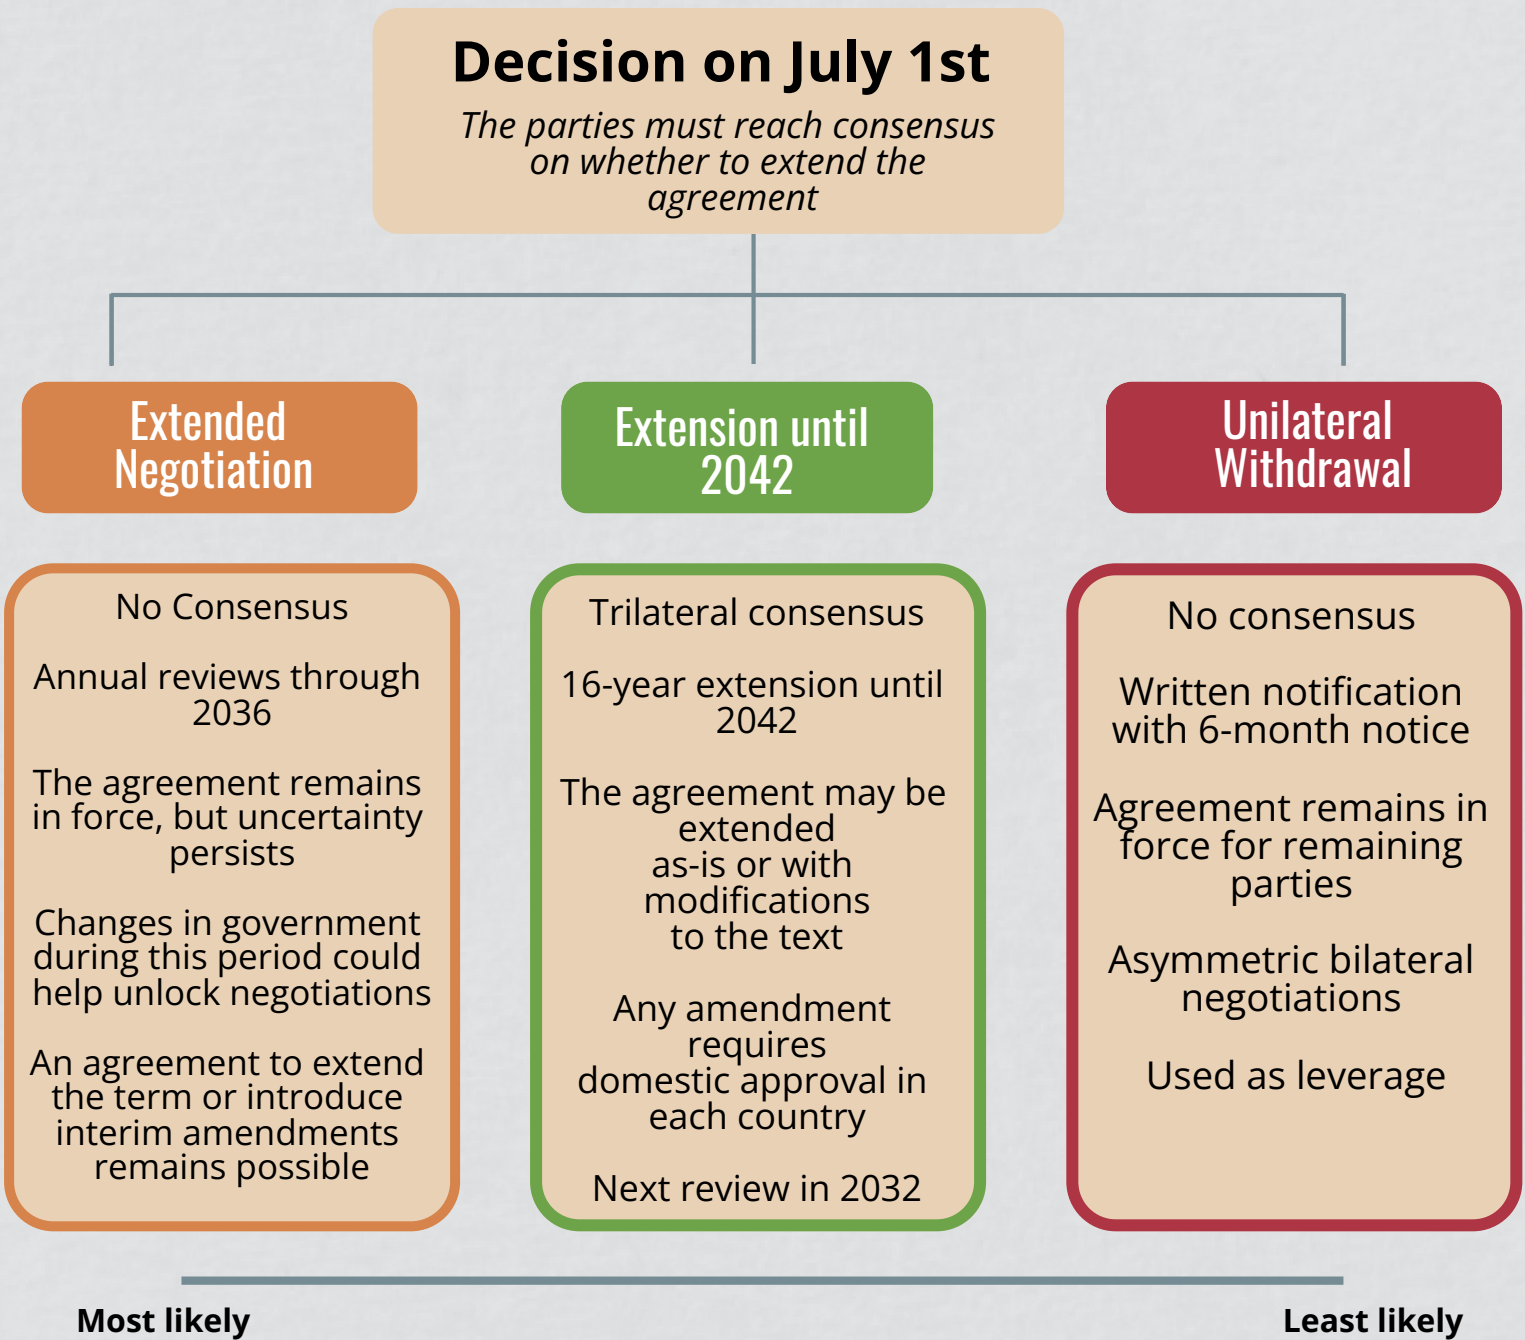 Decision on July 1st
The parties must reach consensus
on whether to extend the
agreement
Extended
Negotiation
No Consensus
Annual reviews through
2036
The agreement remains
in force, but uncertainty
persists
Changes in government
during this period could
help unlock negotiations
An agreement to extend
the term or introduce
interim amendments
remains possible
Extension until
2042
Trilateral consensus
16-year extension until
2042
The agreement may be
extended
as-is or with
modifications
to the text
Any amendment
requires
domestic approval in
each country
Next review in 2032
Unilateral
Withdrawal
No consensus
Written notification
with 6-month notice
Agreement remains in
force for remaining
parties
Asymmetric bilateral
negotiations
Used as leverage
Most likely
Least likely